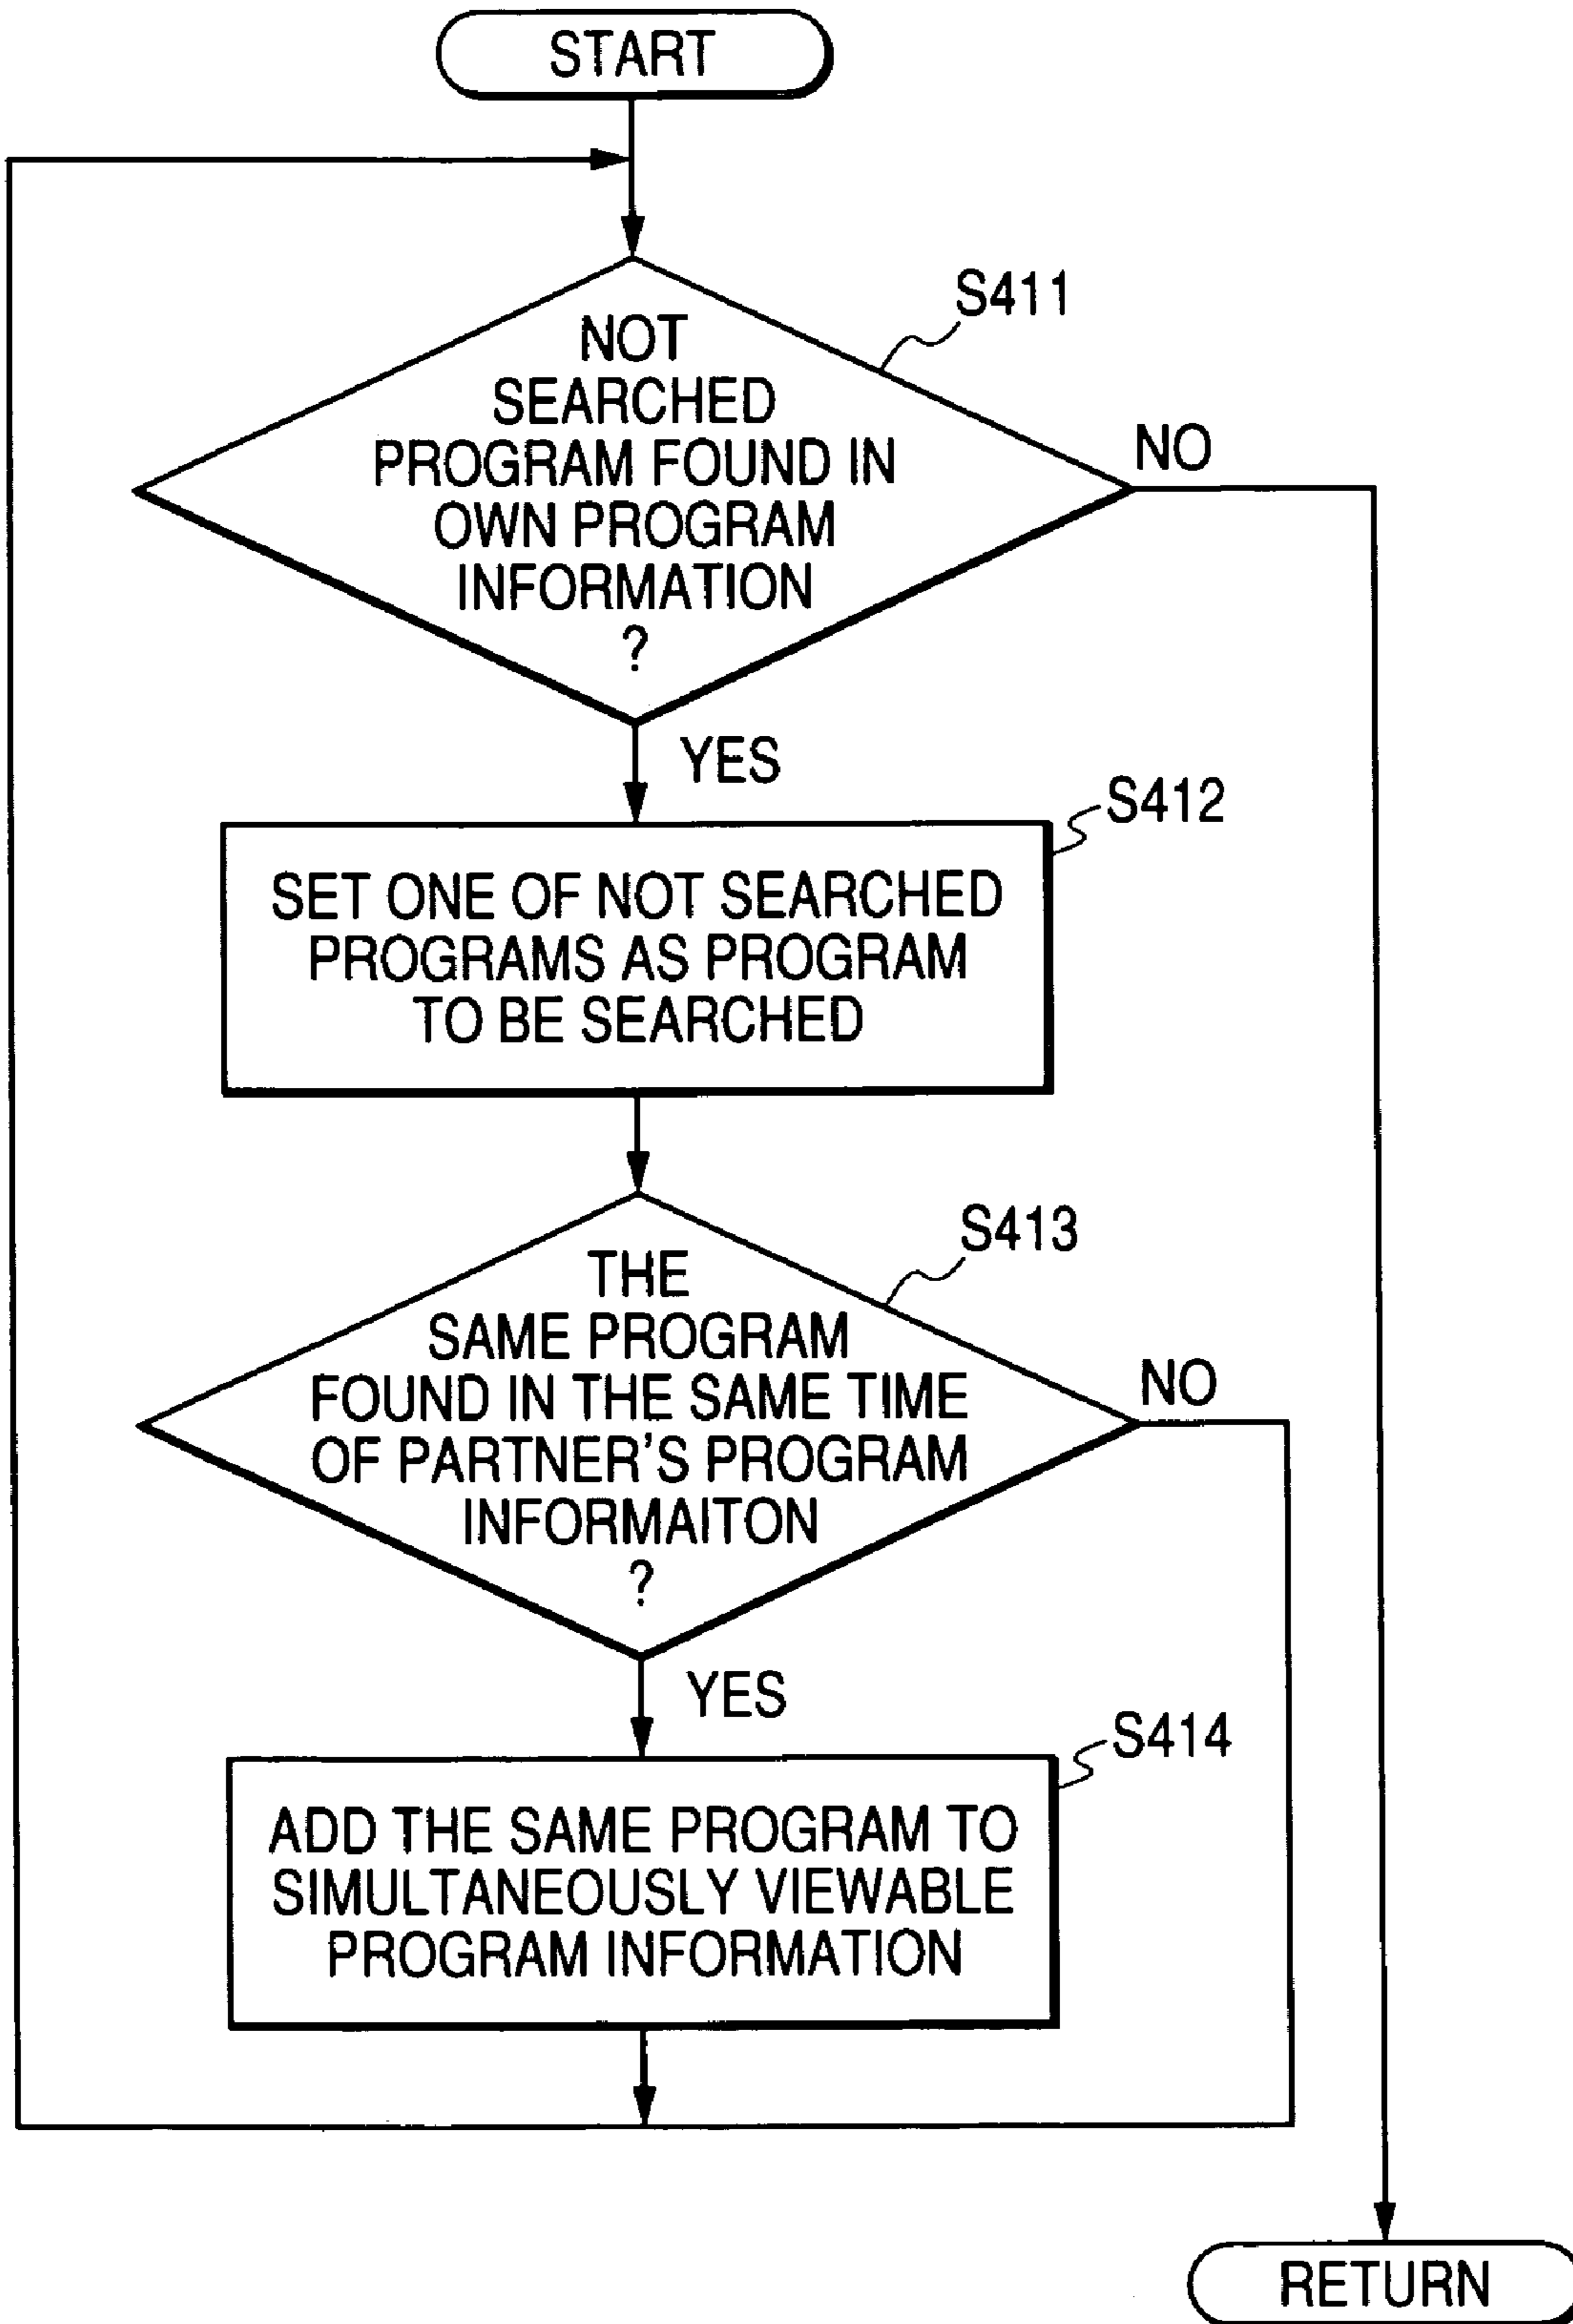 START
S411
NOT
SEARCHED
PROGRAM FOUND IN
OWN PROGRAM
INFORMATION
?
NO
YES
S412
SET ONE OF NOT SEARCHED
PROGRAMS AS PROGRAM
TO BE SEARCHED
S413
THE
SAME PROGRAM
FOUND IN THE SAME TIME
OF PARTNER'S PROGRAM
INFORMAITON
?
NO
YES
S414
ADD THE SAME PROGRAM TO
SIMULTANEOUSLY VIEWABLE
PROGRAM INFORMATION
RETURN